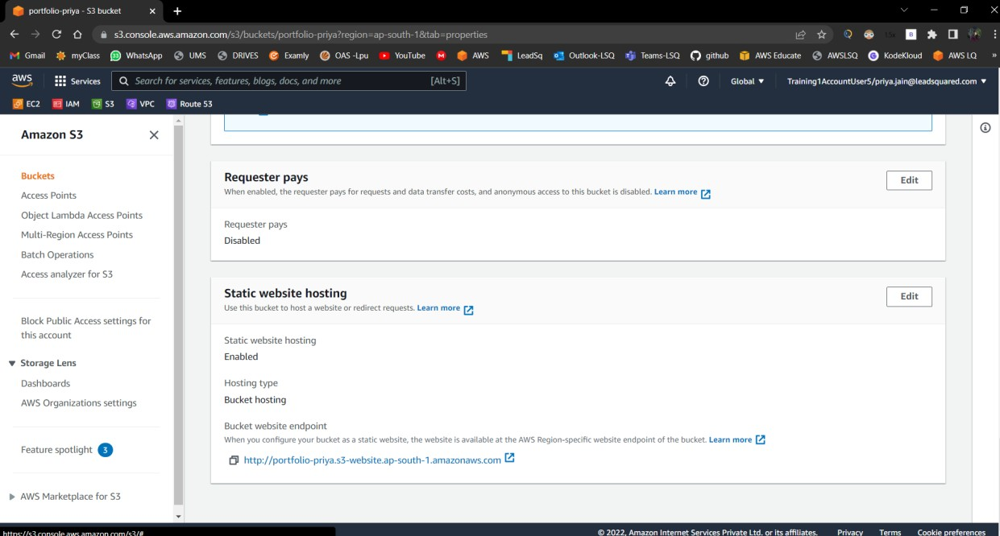 portfolio-priya - S3 bucket
s3.console.aws.amazon.com/s3/buckets/portfolio-priya?region=ap-south-1&tab=properties
Gmail myClass WhatsApp UMS DRIVES Examly OAS -Lpu YouTube AWS LeadSq Outlook-LSQ Teams-LSQ github AWS Educate AWSLSQ KodeKloud AWS LQ »
aws Services Search for services, features, blogs, docs, and more [Alt+S] Global Training1AccountUser5/priya.jain@leadsquared.com
EC2 IAM S3 VPC Route 53
Amazon S3
Buckets
Access Points
Object Lambda Access Points
Multi-Region Access Points
Batch Operations
Access analyzer for S3
Block Public Access settings for
this account
Storage Lens
Dashboards
AWS Organizations settings
Feature spotlight 3
AWS Marketplace for S3
Requester pays
Edit
When enabled, the requester pays for requests and data transfer costs, and anonymous access to this bucket is disabled. Learn more
Requester pays
Disabled
Static website hosting
Edit
Use this bucket to host a website or redirect requests. Learn more
Static website hosting
Enabled
Hosting type
Bucket hosting
Bucket website endpoint
When you configure your bucket as a static website, the website is available at the AWS Region-specific website endpoint of the bucket. Learn more
http://portfolio-priya.s3-website.ap-south-1.amazonaws.com
https://s3.console.aws.amazon.com/s3/#
© 2022, Amazon Internet Services Private Ltd. or its affiliates. Privacy Terms Cookie preferences